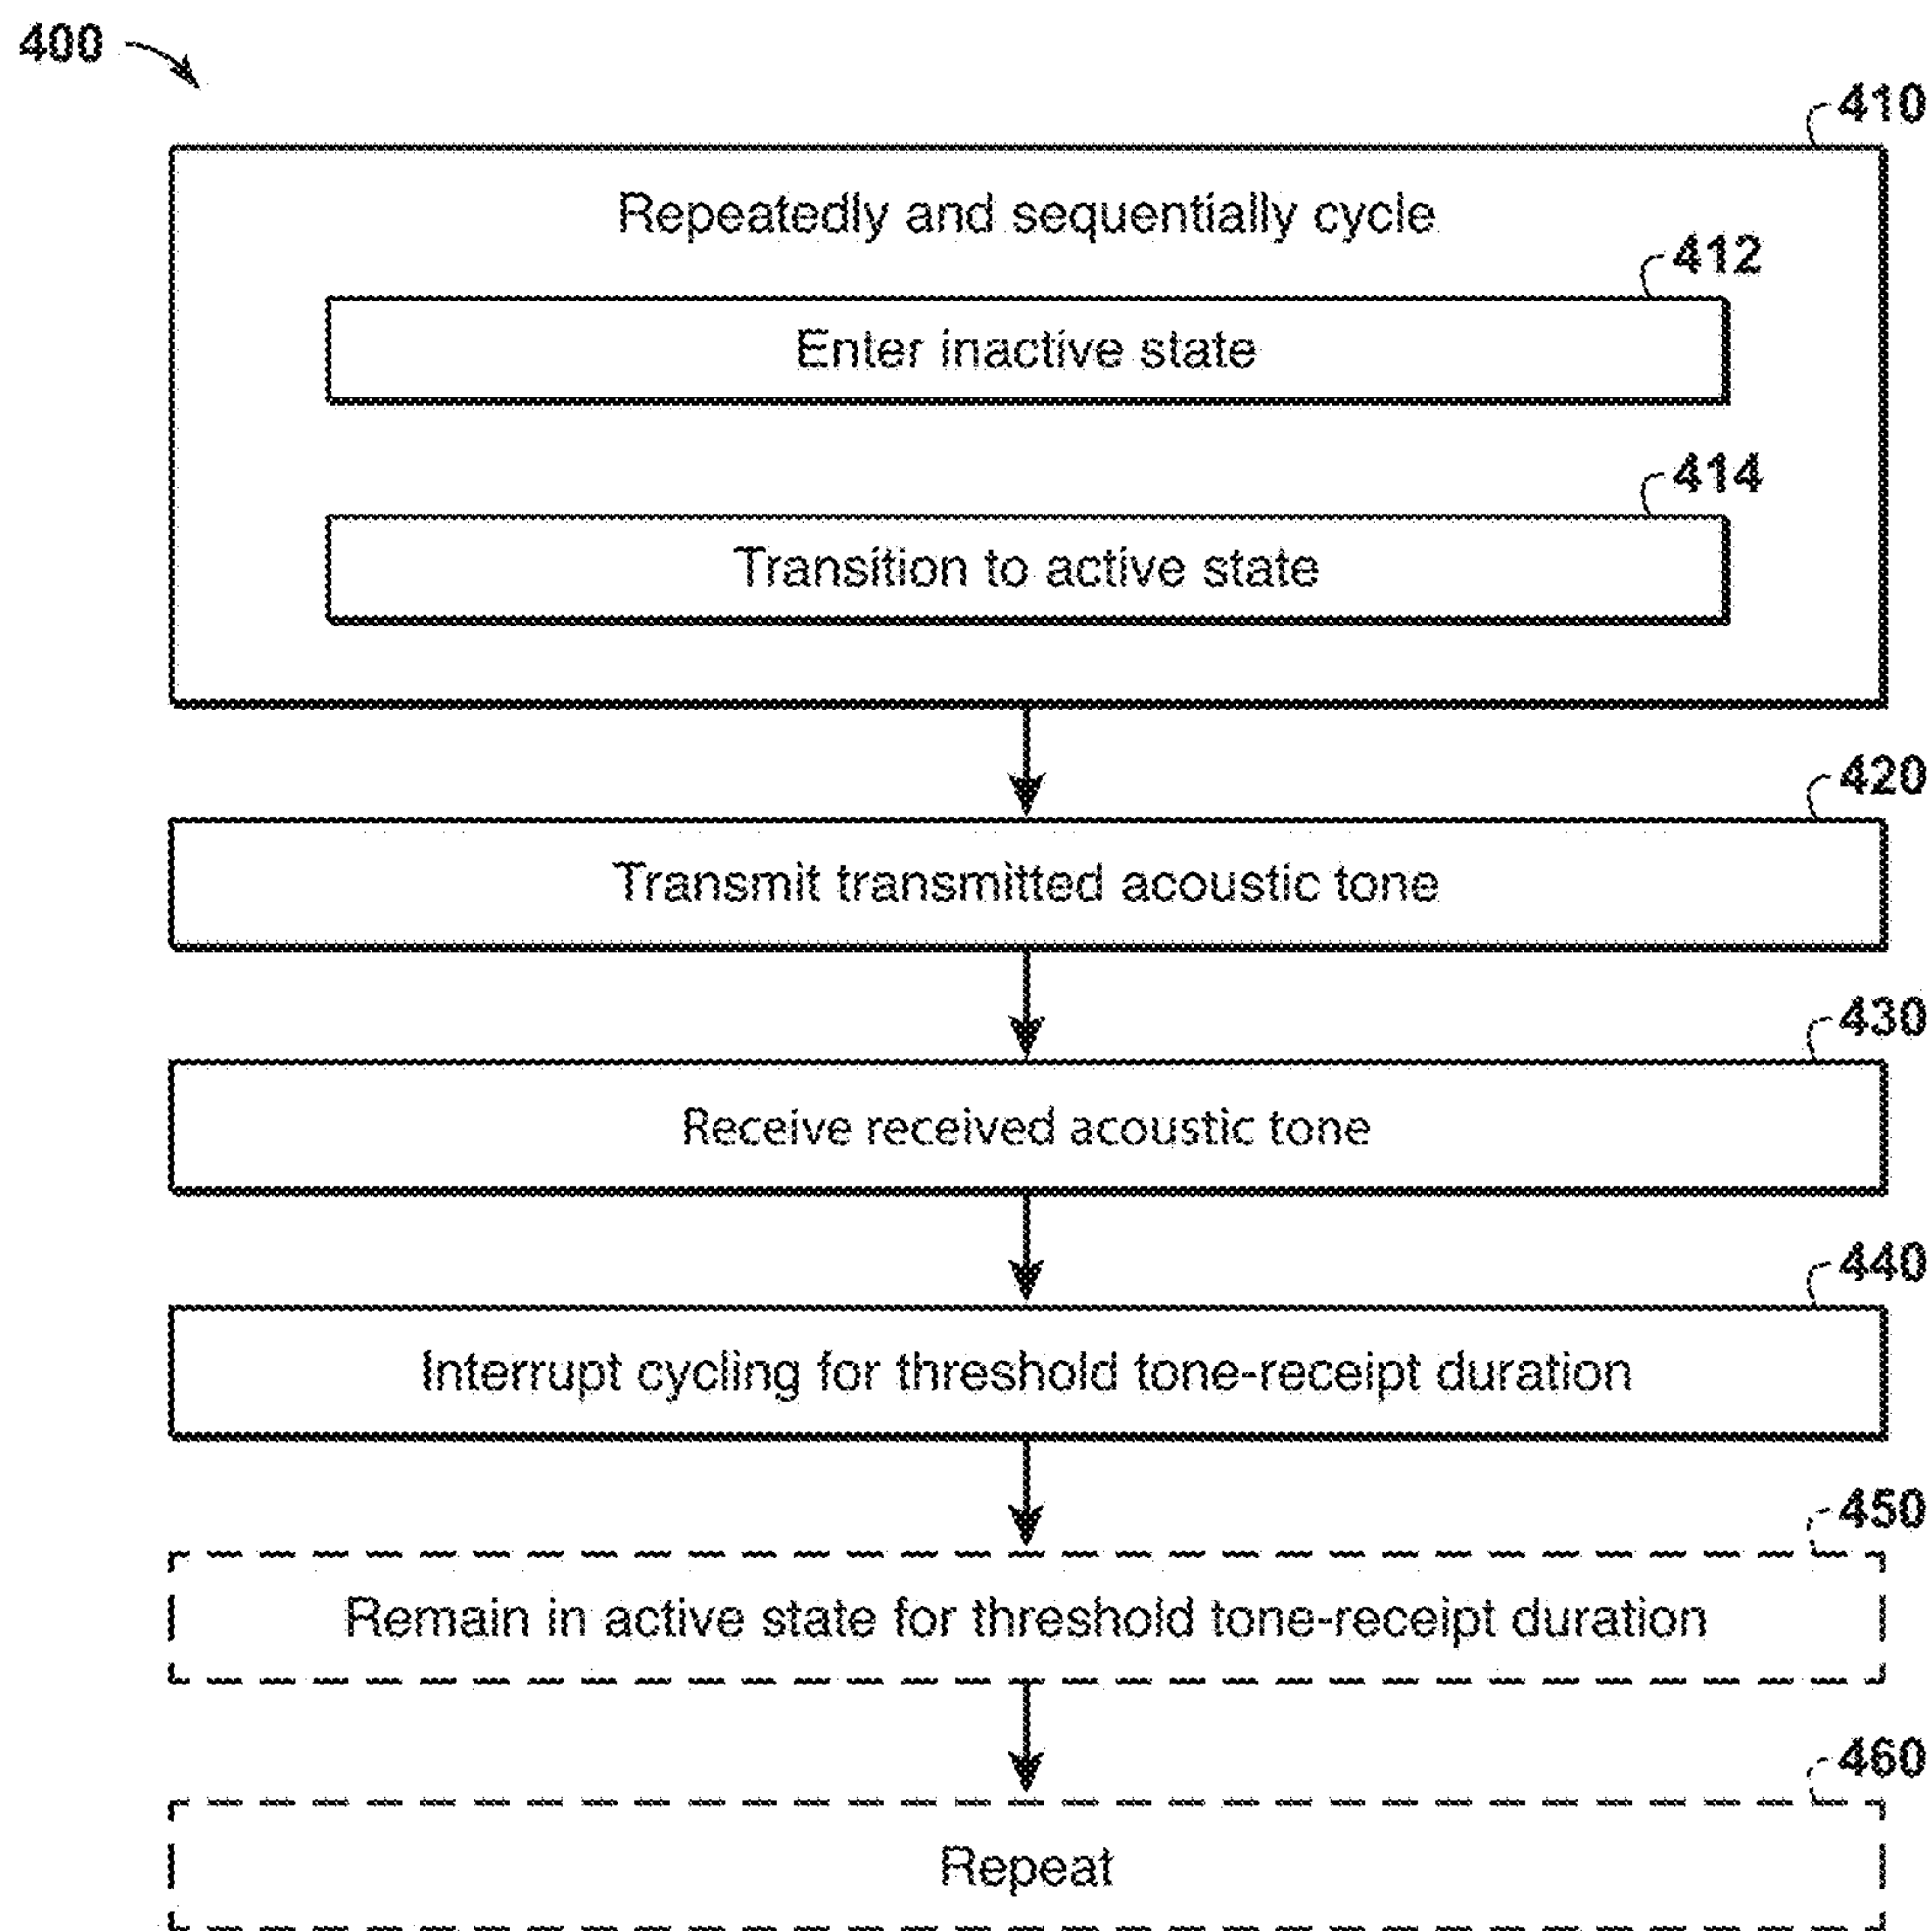 400
410
Repeatedly and sequentially cycle
412
Enter inactive state
414
Transition to active state
420
Transmit transmitted acoustic tone
430
Receive received acoustic tone
440
Interrupt cycling for threshold tone-receipt duration
450
Remain in active state for threshold tone-receipt duration
460
Repeat